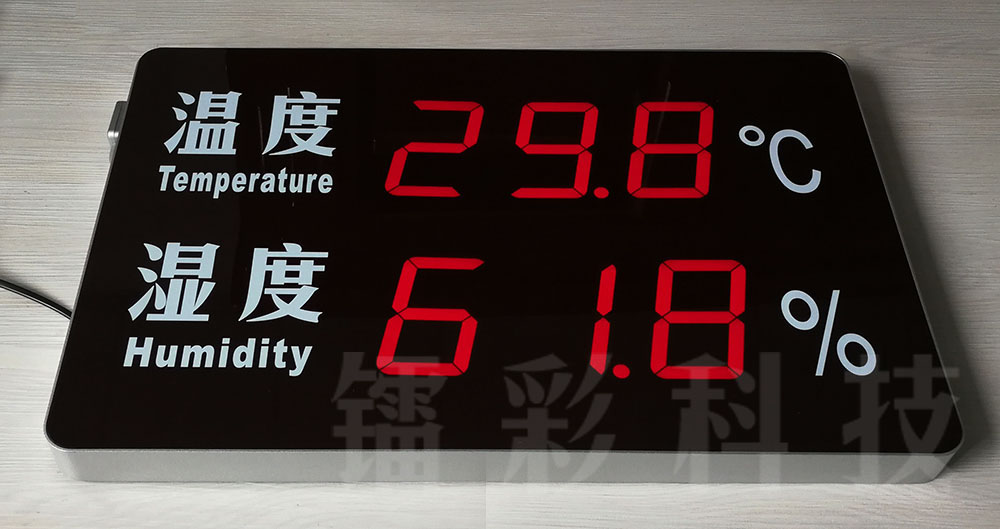 温度 29.8 °C
Temperature
湿度 61.8 %
Humidity
镭彩科技